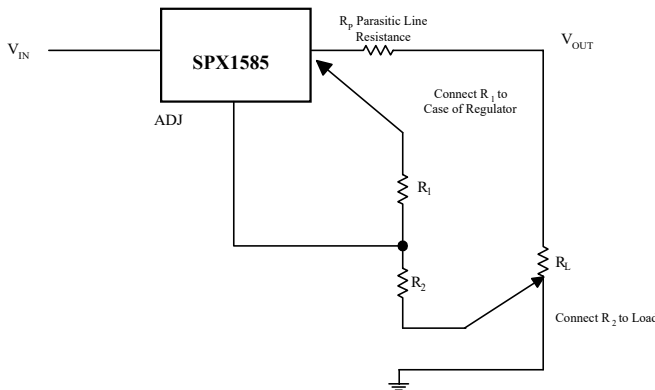 R_P Parasitic Line
Resistance
V_IN
SPX1585
V_OUT
Connect R_1 to
Case of Regulator
ADJ
R_1
R_2
R_L
Connect R_2 to Load